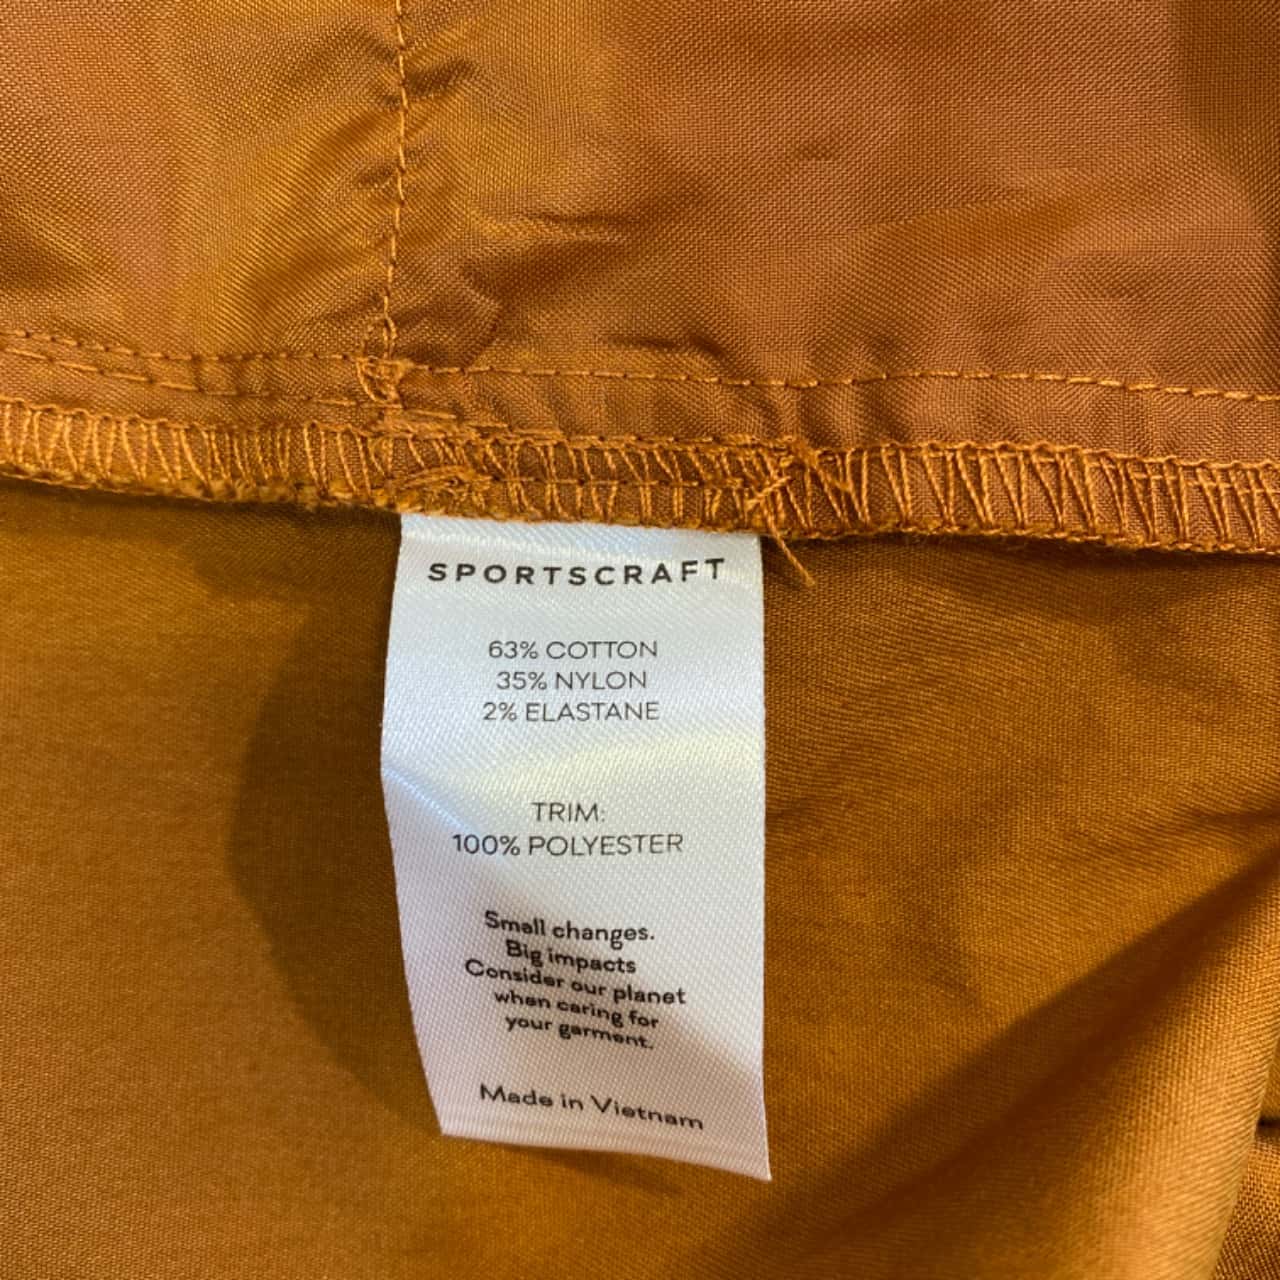 SPORTSCRAFT
63% COTTON
35% NYLON
2% ELASTANE
TRIM:
100% POLYESTER
Small changes.
Big impacts
Consider our planet
when caring for
your garment.
Made in Vietnam